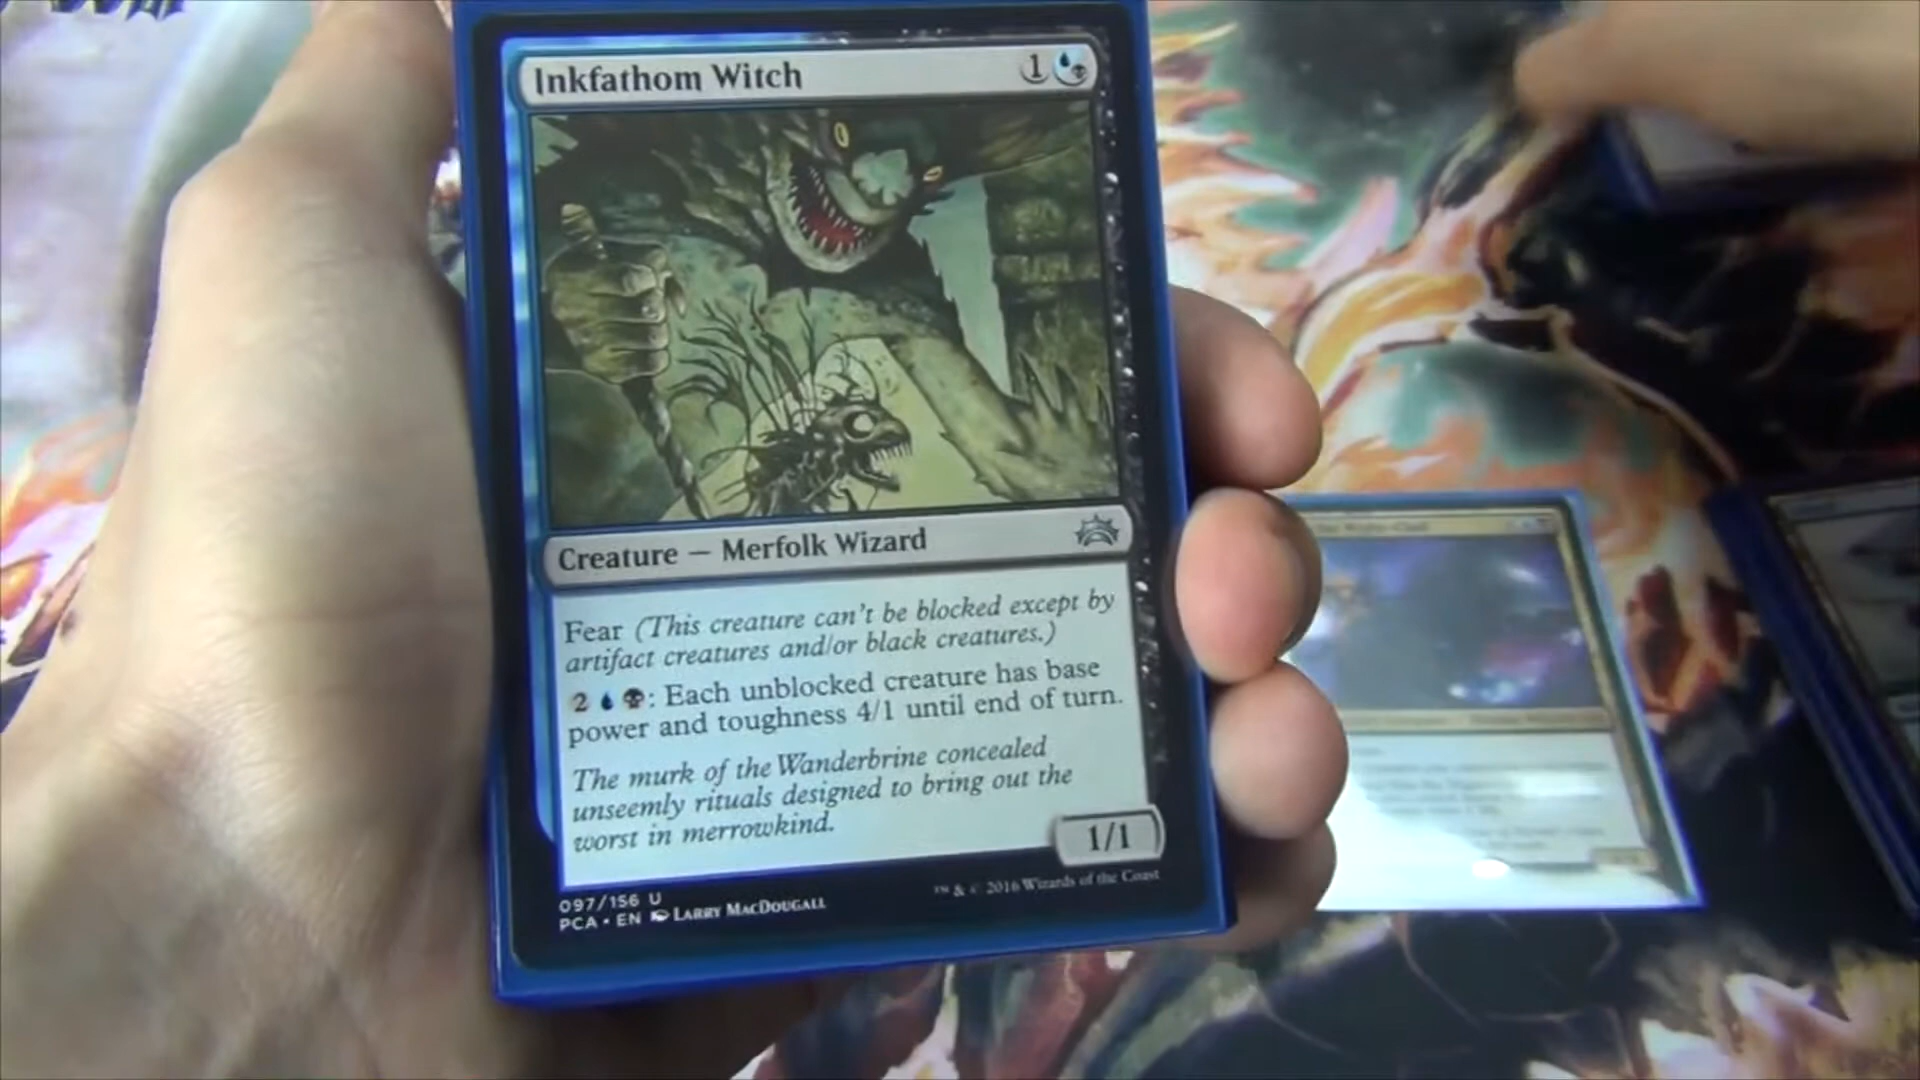 Inkfathom Witch 1
Creature — Merfolk Wizard
Fear (This creature can't be blocked except by
artifact creatures and/or black creatures.)
2 : Each unblocked creature has base
power and toughness 4/1 until end of turn.
The murk of the Wanderbrine concealed
unseemly rituals designed to bring out the
worst in merrowkind.
1/1
097/156 U
PCA • EN Larry MacDougall
™ & © 2016 Wizards of the Coast